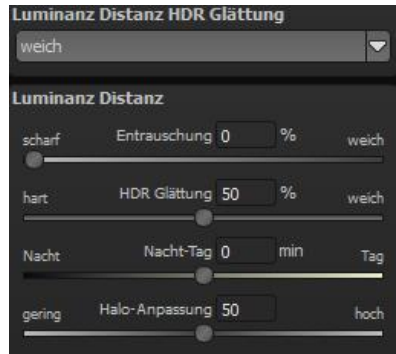 Luminanz Distanz HDR Glättung
weich
Luminanz Distanz
scharf Entrauschung 0 % weich
hart HDR Glättung 50 % weich
Nacht Nacht-Tag 0 min Tag
gering Halo-Anpassung 50 hoch